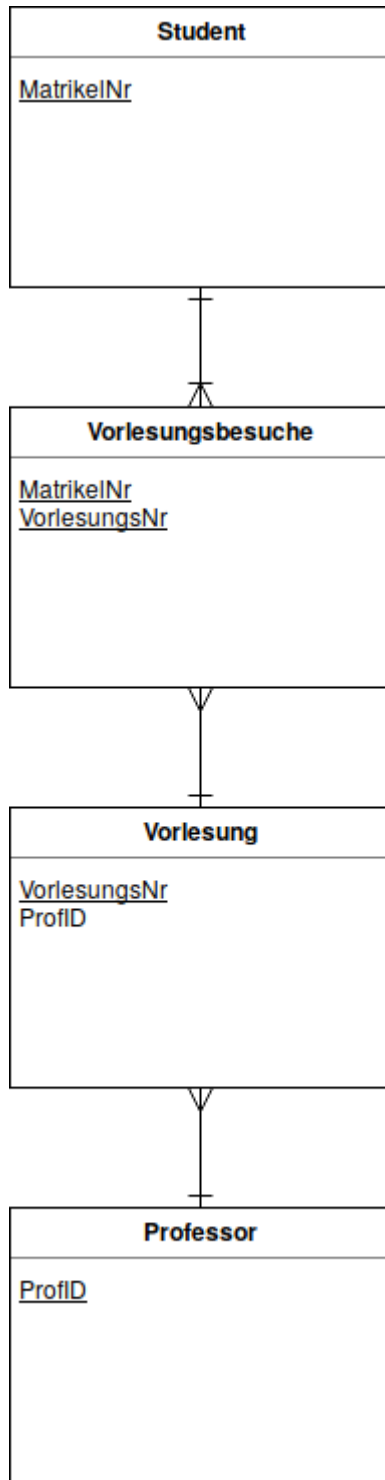 Student
MatrikelNr
Vorlesungsbesuche
MatrikelNr
VorlesungsNr
Vorlesung
VorlesungsNr
ProfID
Professor
ProfID